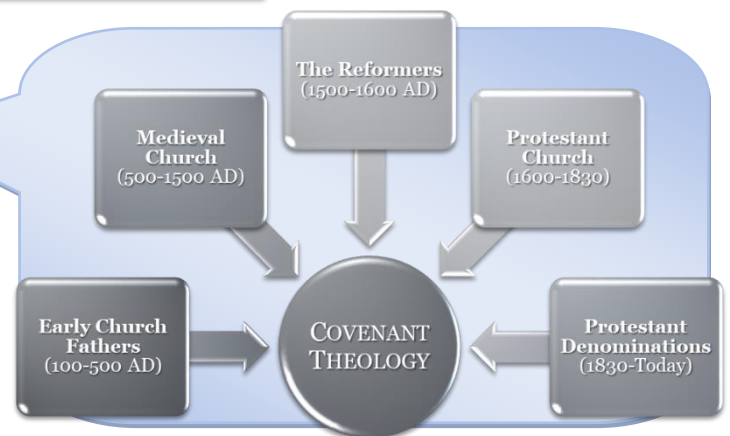 The Reformers
(1500-1600 AD)
Medieval
Church
(500-1500 AD)
Protestant
Church
(1600-1830)
Early Church
Fathers
(100-500 AD)
COVENANT
THEOLOGY
Protestant
Denominations
(1830-Today)